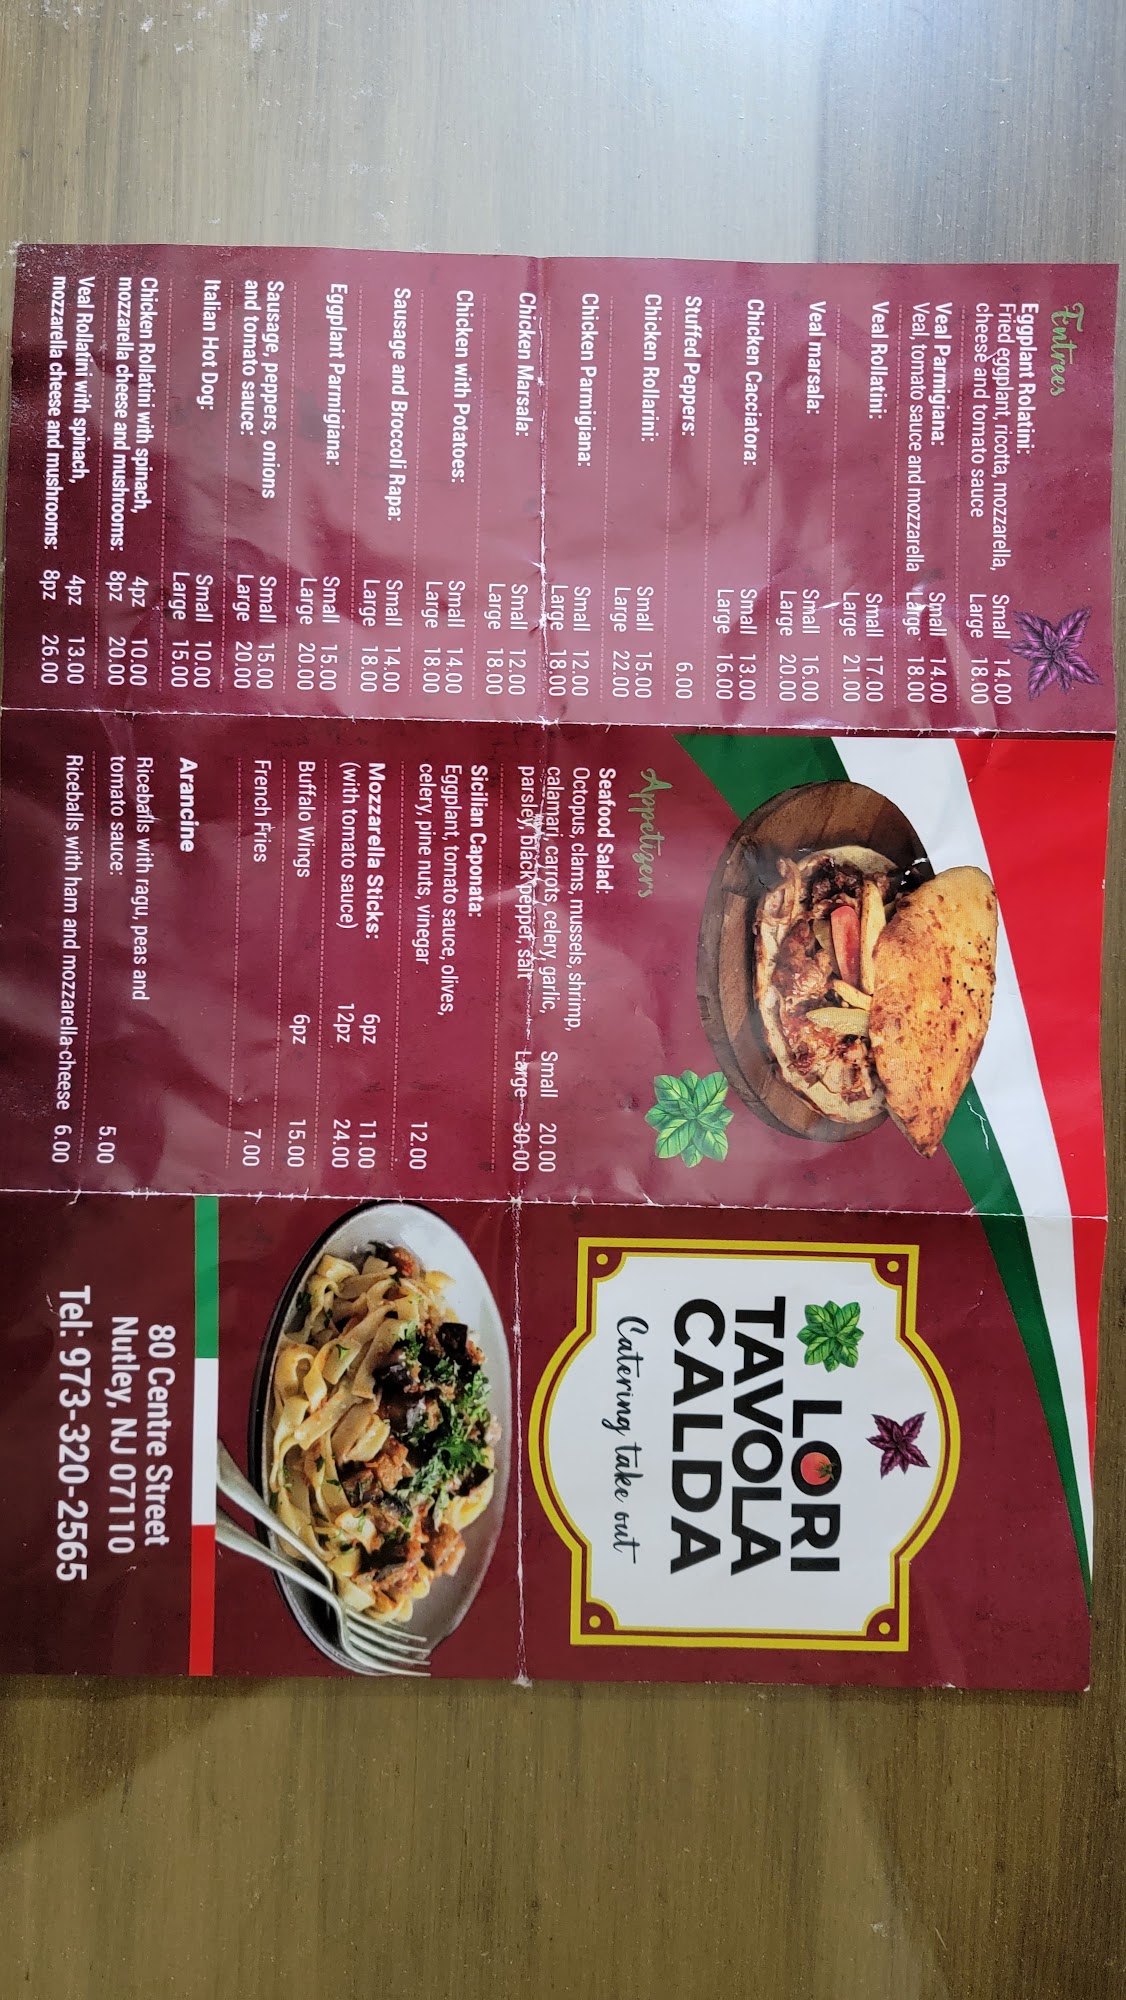 Entrees
Eggplant Rolatini:
Fried eggplant, ricotta, mozzarella, Small 14.00
cheese and tomato sauce Large 18.00
Veal Parmigiana: Small 14.00
Veal, tomato sauce and mozzarella Large 18.00
Veal Rollatini: Small 17.00
Large 21.00
Veal marsala: Small 16.00
Large 20.00
Chicken Cacciatora: Small 13.00
Large 16.00
Stuffed Peppers: 6.00
Chicken Rollarini: Small 15.00
Large 22.00
Chicken Parmigiana: Small 12.00
Large 18.00
Chicken Marsala: Small 12.00
Large 18.00
Chicken with Potatoes: Small 14.00
Large 18.00
Sausage and Broccoli Rapa: Small 14.00
Large 18.00
Eggplant Parmigiana: Small 15.00
Large 20.00
Sausage, peppers, onions Small 15.00
and tomato sauce: Large 20.00
Italian Hot Dog: Small 10.00
Large 15.00
Chicken Rollatini with spinach, 4pz 10.00
mozzarella cheese and mushrooms: 8pz 20.00
Veal Rollatini with spinach, 4pz 13.00
mozzarella cheese and mushrooms: 8pz 26.00
Appetizers
Seafood Salad:
Octopus, clams, mussels, shrimp,
calamari, carrots, celery, garlic, Small 20.00
parsley, black pepper, salt Large 30.00
Sicilian Caponata:
Eggplant, tomato sauce, olives,
celery, pine nuts, vinegar 12.00
Mozzarella Sticks: 6pz 11.00
(with tomato sauce) 12pz 24.00
Buffalo Wings 6pz 15.00
French Fries 7.00
Arancine
Riceballs with ragu, peas and
tomato sauce: 5.00
Riceballs with ham and mozzarella cheese 6.00
LORI
TAVOLA
CALDA
Catering take out
80 Centre Street
Nutley, NJ 07110
Tel: 973-320-2565